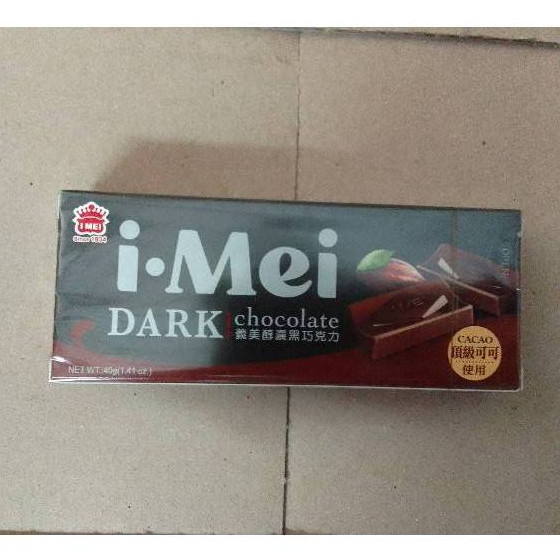 I MEI
Since 1934
i·Mei
DARK
chocolate
義美醇濃黑巧克力
CACAO
頂級可可
使用
NET WT:40g(1.41 oz.)